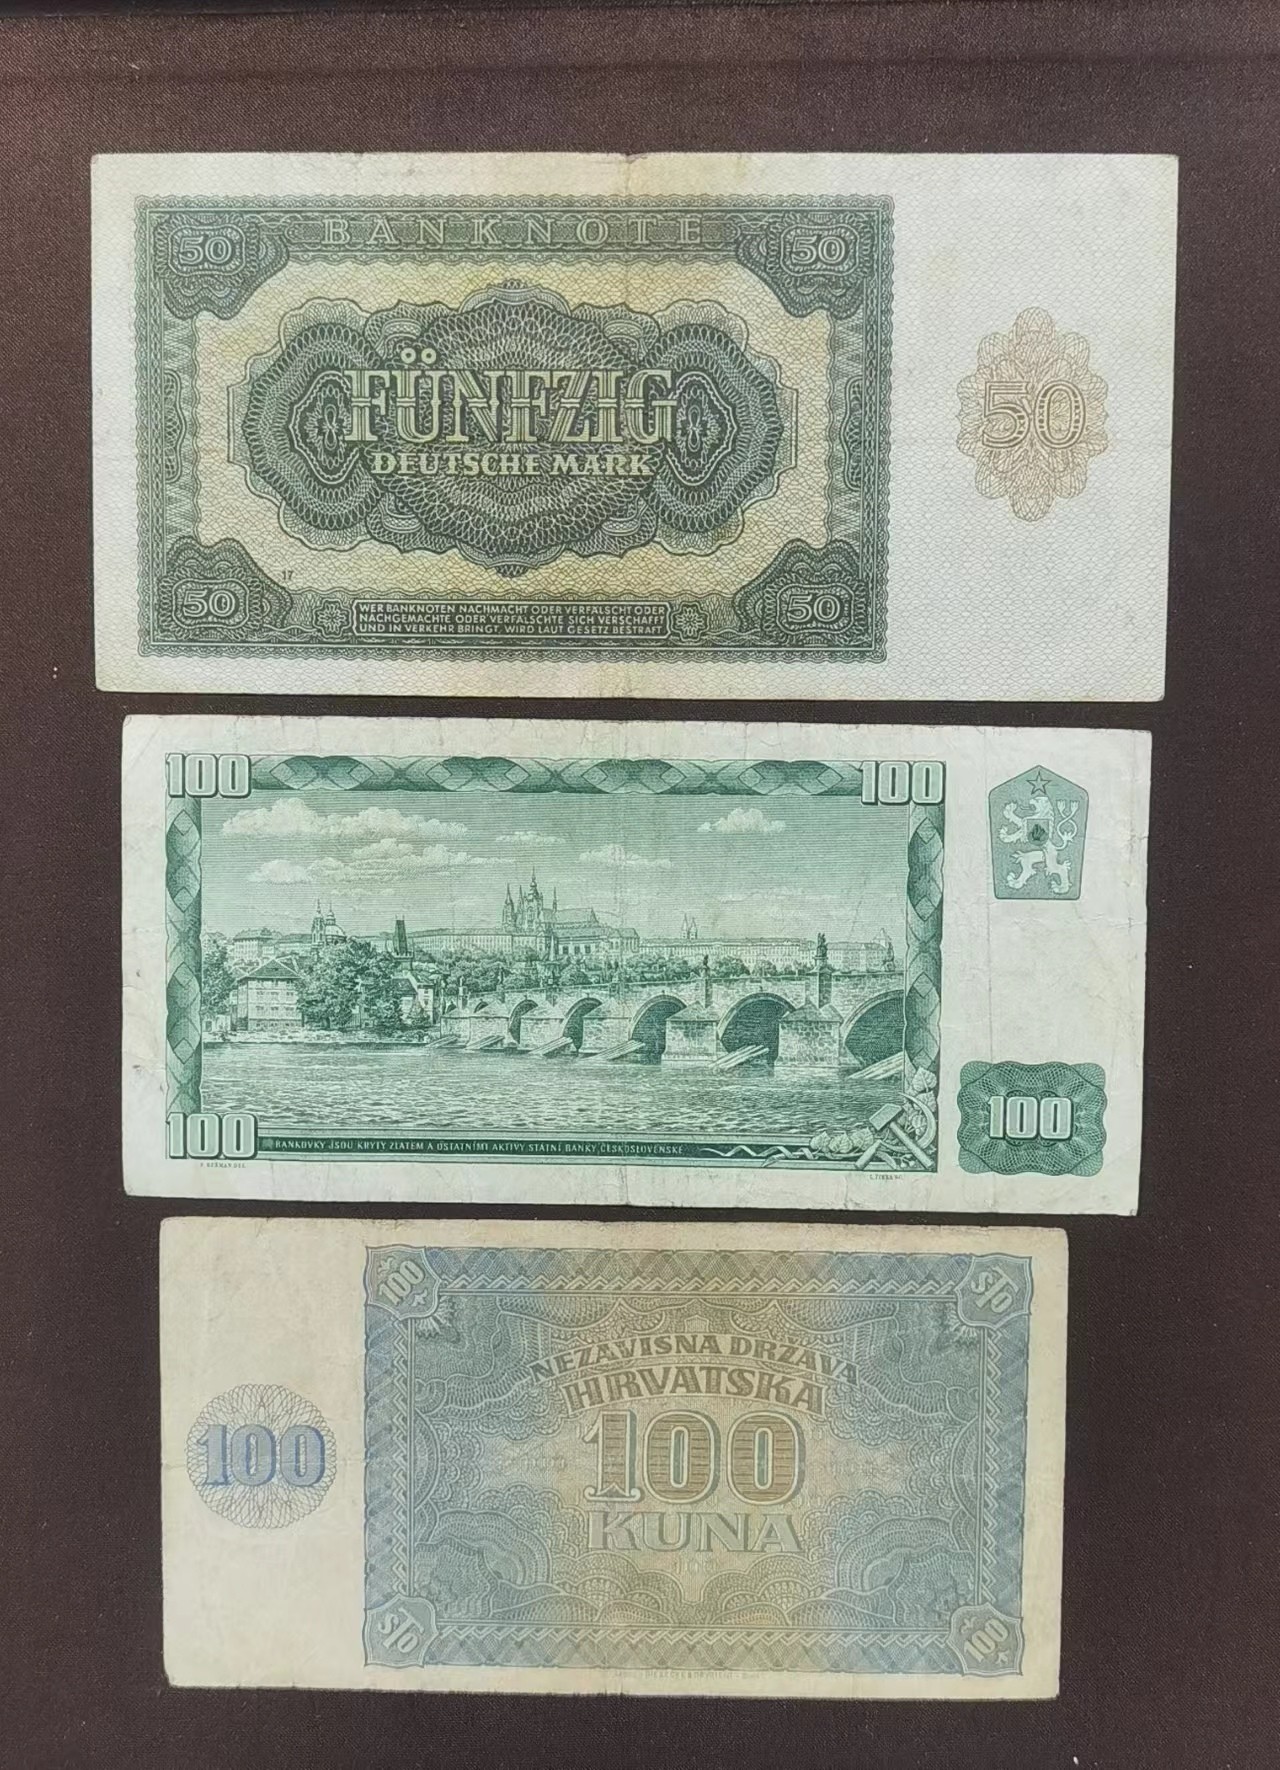 BANKNOTE
50
50
FÜNFZIG
DEUTSCHE MARK
50
17
50
50
WER BANKNOTEN NACHMACHT ODER VERFÄLSCHT ODER
NACHGEMACHTE ODER VERFÄLSCHTE SICH VERSCHAFFT
UND IN VERKEHR BRINGT, WIRD LAUT GESETZ BESTRAFT
100
100
100
BANKOVKY JSOU KRYTY ZLATEM A OSTATNÍMI AKTIVY STÁTNÍ BANKY ČESKOSLOVENSKÉ
100
100
STO
NEZAVISNA DRŽAVA
HRVATSKA
100
100
KUNA
STO
100